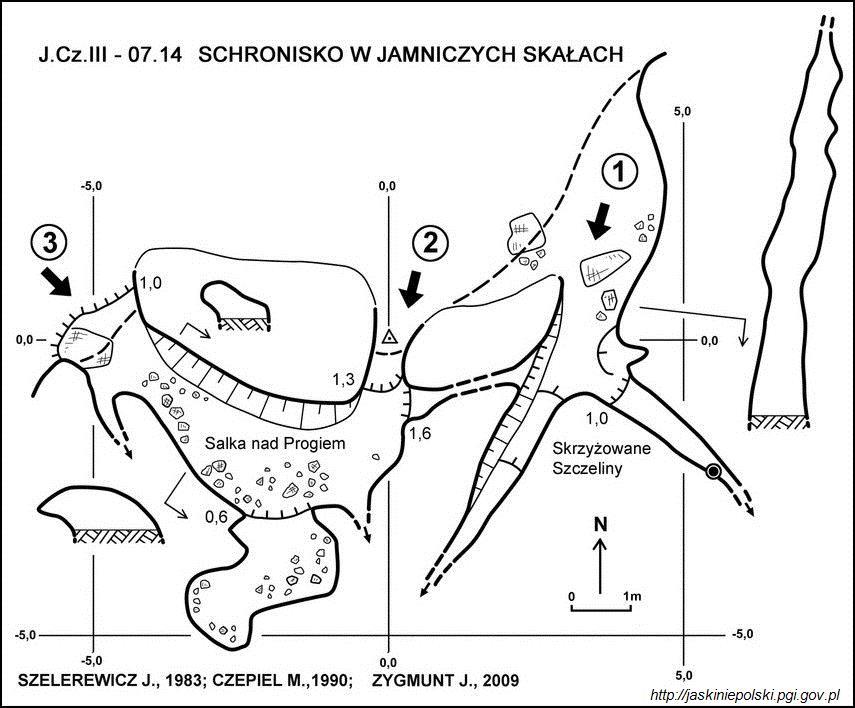 J.Cz.III - 07.14 SCHRONISKO W JAMNICZYCH SKAŁACH
5,0
-5,0
0,0
1
3
2
1,0
0,0
0,0
1,3
1,6
1,0
Salka nad Progiem
Skrzyżowane
Szczeliny
0,6
N
0 1m
-5,0
-5,0
-5,0
0,0
5,0
SZELEREWICZ J., 1983; CZEPIEL M.,1990; ZYGMUNT J., 2009
http://jaskiniepolski.pgi.gov.pl